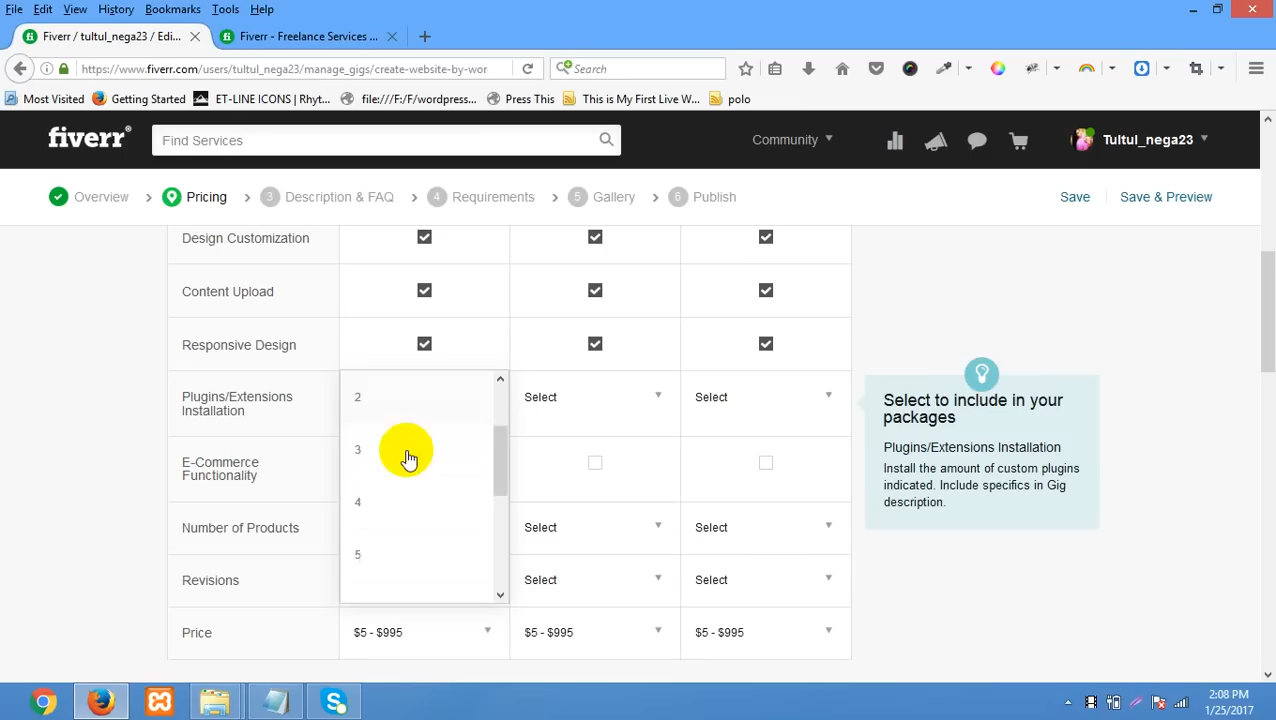 File Edit View History Bookmarks Tools Help
Fiverr / tultul_nega23 / Edi...
Fiverr - Freelance Services ...
https://www.fiverr.com/users/tultul_nega23/manage_gigs/create-website-by-wor
Search
Most Visited
Getting Started
ET-LINE ICONS | Rhyt...
file:///F:/F/wordpress...
Press This
This is My First Live W...
polo
fiverr®
Find Services
Community
Tultul_nega23
Overview
Pricing
3 Description & FAQ
4 Requirements
5 Gallery
6 Publish
Save
Save & Preview
Design Customization
Content Upload
Responsive Design
Plugins/Extensions
Installation
2
3
4
5
Select
Select
E-Commerce
Functionality
Number of Products
Select
Select
Revisions
Select
Select
Price
$5 - $995
$5 - $995
$5 - $995
Select to include in your
packages
Plugins/Extensions Installation
Install the amount of custom plugins
indicated. Include specifics in Gig
description.
2:08 PM
1/25/2017